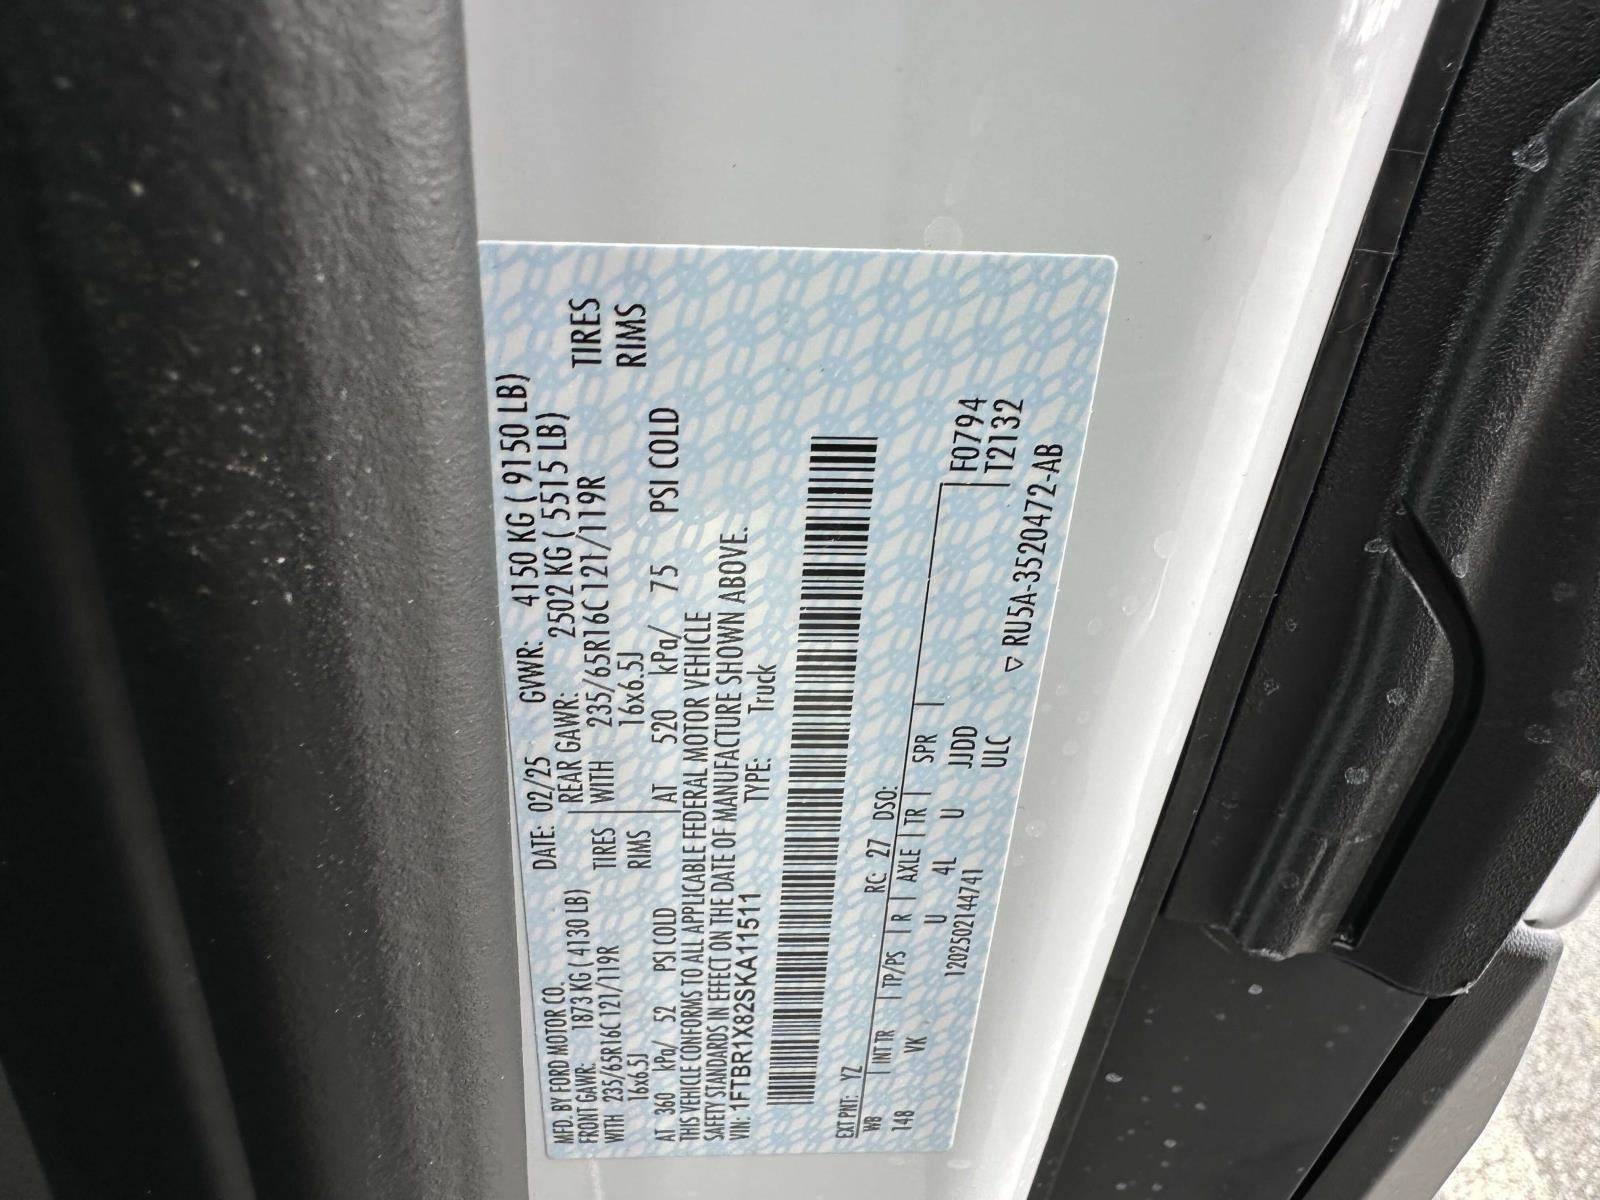 MFD. BY FORD MOTOR CO. DATE: 02/25 GVWR: 4150 KG ( 9150 LB)
FRONT GAWR: 1873 KG ( 4130 LB) REAR GAWR: 2502 KG ( 5515 LB)
WITH 235/65R16C 121/119R TIRES WITH 235/65R16C 121/119R TIRES
16x6.5J RIMS 16x6.5J RIMS
AT 360 kPa/ 52 PSI COLD AT 520 kPa/ 75 PSI COLD
THIS VEHICLE CONFORMS TO ALL APPLICABLE FEDERAL MOTOR VEHICLE
SAFETY STANDARDS IN EFFECT ON THE DATE OF MANUFACTURE SHOWN ABOVE.
VIN: 1FTBR1X82SKA11511 TYPE: Truck
EXT PNT: YZ RC: 27 DSO:
WB INT TR TP/PS R AXLE TR SPR F0794
148 VK U 4L U JJDD T2132
1202502144741 ULC
▽ RU5A-3520472-AB